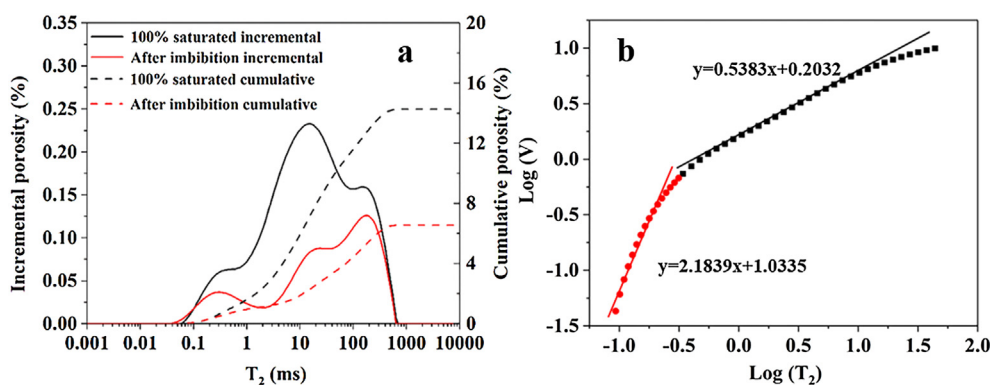 a
100% saturated incremental
After imbibition incremental
100% saturated cumulative
After imbibition cumulative
Incremental porosity (%)
0.35
0.30
0.25
0.20
0.15
0.10
0.05
0.00
0.001 0.01 0.1 1 10 100 1000 10000
T2 (ms)
20
16
12
8
4
0
Cumulative porosity (%)
b
y=0.5383x+0.2032
y=2.1839x+1.0335
Log (V)
1.0
0.5
0.0
-0.5
-1.0
-1.5
-1.0 -0.5 0.0 0.5 1.0 1.5 2.0
Log (T2)